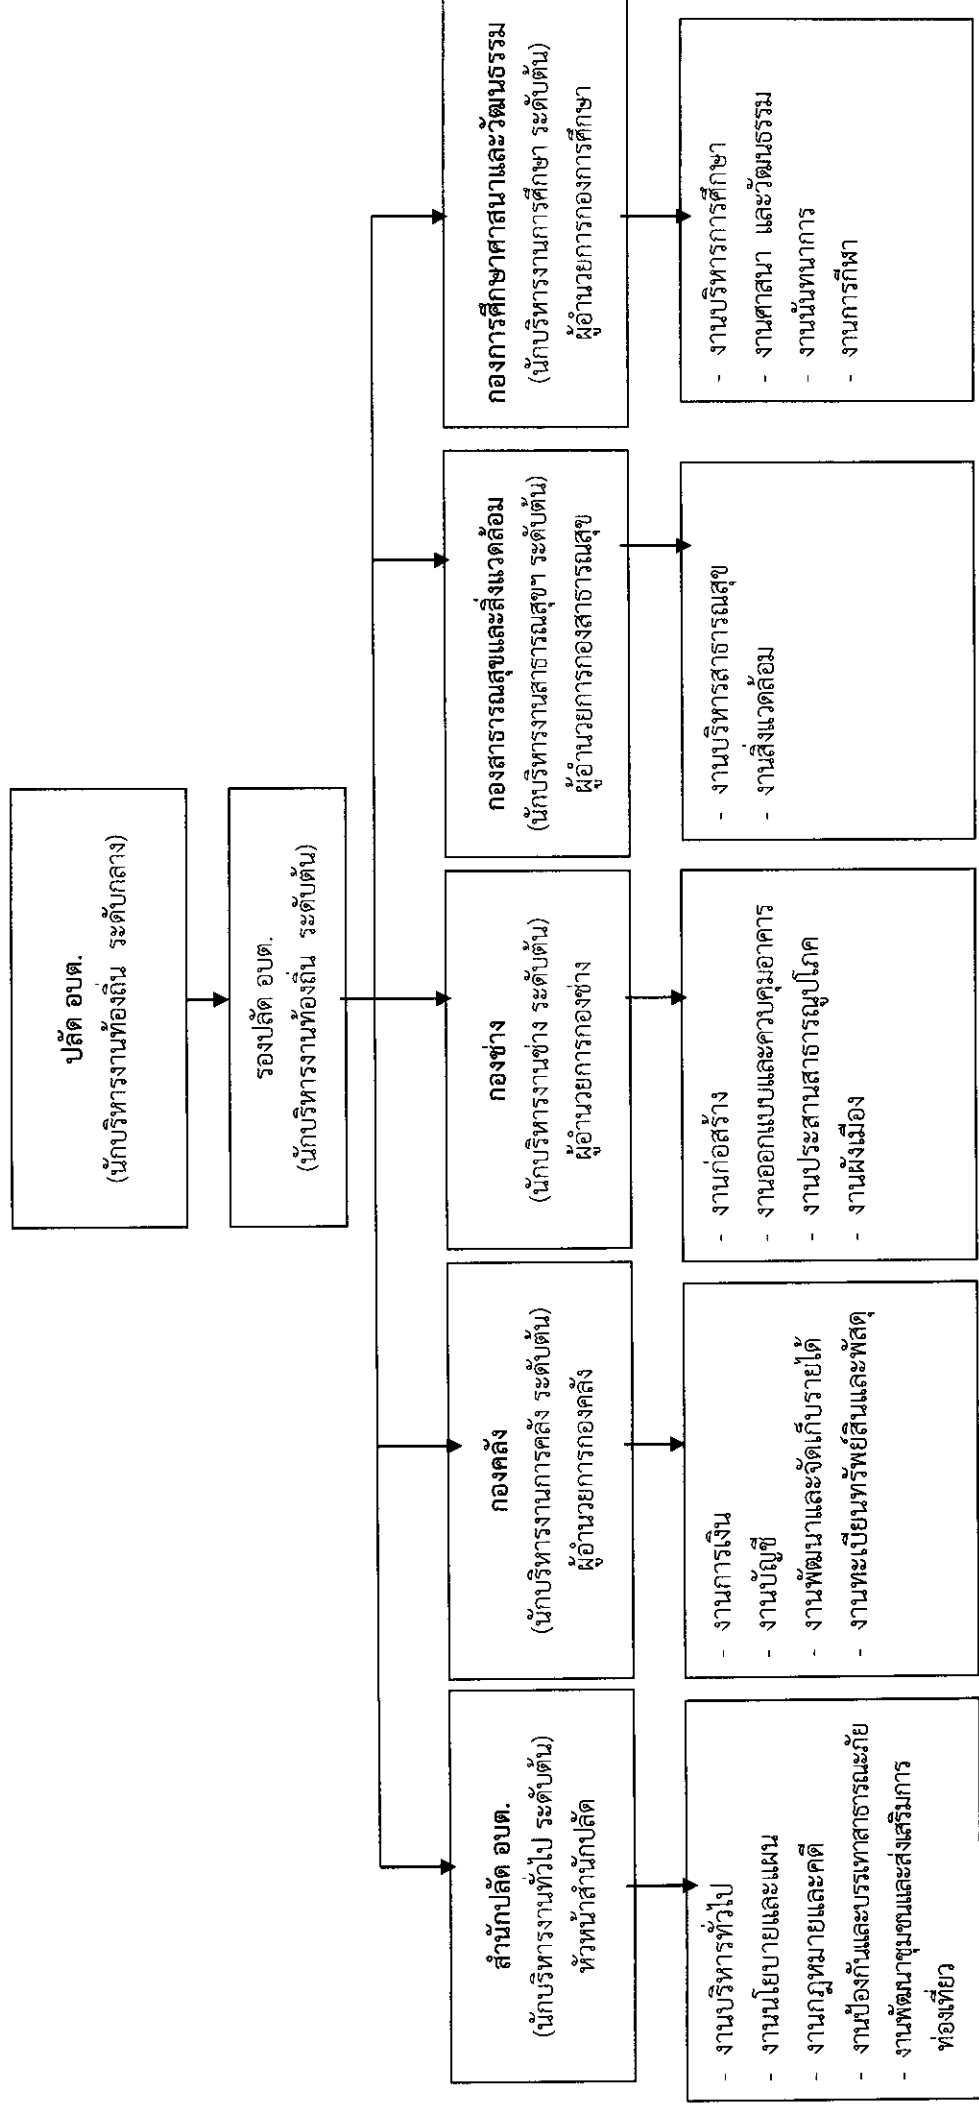 ปลัด อบต.
(นักบริหารงานท้องถิ่น ระดับกลาง)
รองปลัด อบต.
(นักบริหารงานท้องถิ่น ระดับต้น)
สำนักปลัด อบต.
(นักบริหารงานทั่วไป ระดับต้น)
หัวหน้าสำนักปลัด
กองคลัง
(นักบริหารงานการคลัง ระดับต้น)
ผู้อำนวยการกองคลัง
กองช่าง
(นักบริหารงานช่าง ระดับต้น)
ผู้อำนวยการกองช่าง
กองสาธารณสุขและสิ่งแวดล้อม
(นักบริหารงานสาธารณสุขฯ ระดับต้น)
ผู้อำนวยการกองสาธารณสุข
กองการศึกษาศาสนาและวัฒนธรรม
(นักบริหารงานการศึกษา ระดับต้น)
ผู้อำนวยการกองการศึกษา
- งานบริหารทั่วไป
- งานนโยบายและแผน
- งานกฎหมายและคดี
- งานป้องกันและบรรเทาสาธารณะภัย
- งานพัฒนาชุมชนและส่งเสริมการ
ท่องเที่ยว
- งานการเงิน
- งานบัญชี
- งานพัฒนาและจัดเก็บรายได้
- งานทะเบียนทรัพย์สินและพัสดุ
- งานก่อสร้าง
- งานออกแบบและควบคุมอาคาร
- งานประสานสาธารณูปโภค
- งานผังเมือง
- งานบริหารสาธารณสุข
- งานสิ่งแวดล้อม
- งานบริหารการศึกษา
- งานศาสนา และวัฒนธรรม
- งานนันทนาการ
- งานการกีฬา